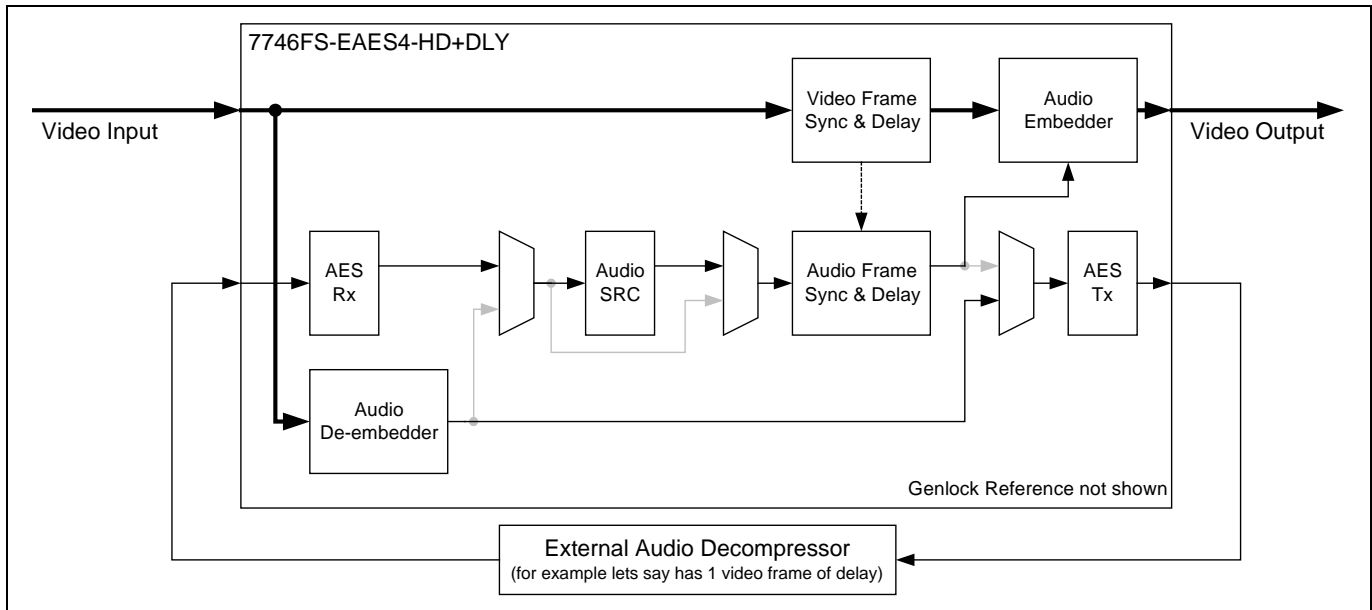 7746FS-EAES4-HD+DLY
Video Input
Video Frame
Sync & Delay
Audio
Embedder
Video Output
AES
Rx
Audio
SRC
Audio Frame
Sync & Delay
AES
Tx
Audio
De-embedder
Genlock Reference not shown
External Audio Decompressor
(for example lets say has 1 video frame of delay)